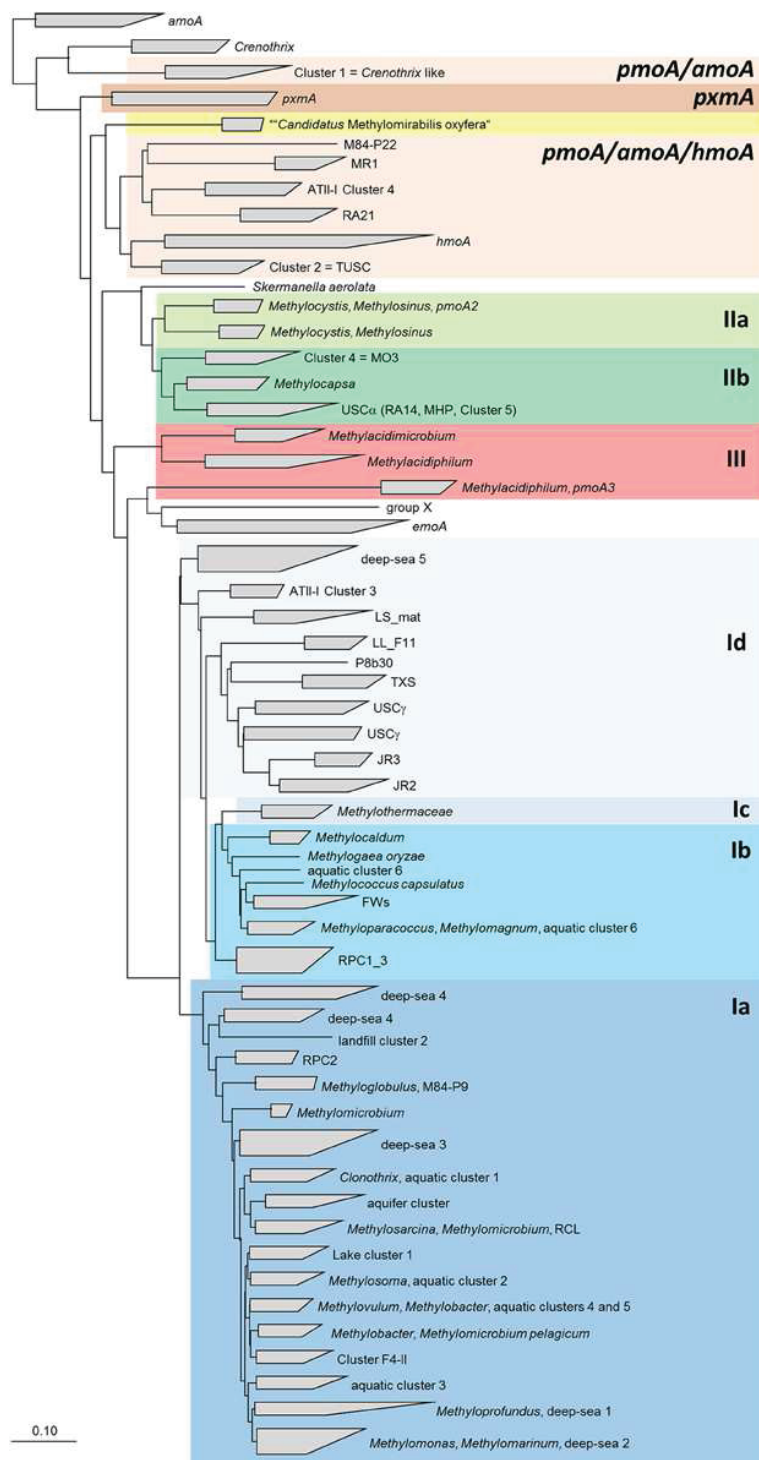 amoA
Crenothrix
Cluster 1 = Crenothrix like
pmoA/amoA
pxmA
pxmA
"“Candidatus Methylomirabilis oxyfera“
M84-P22
pmoA/amoA/hmoA
MR1
ATII-I Cluster 4
RA21
hmoA
Cluster 2 = TUSC
Skermanella aerolata
Methylocystis, Methylosinus, pmoA2
IIa
Methylocystis, Methylosinus
Cluster 4 = MO3
IIb
Methylocapsa
USCα (RA14, MHP, Cluster 5)
Methylacidimicrobium
III
Methylacidiphilum
Methylacidiphilum, pmoA3
group X
emoA
deep-sea 5
ATII-I Cluster 3
LS_mat
LL_F11
Id
P8b30
TXS
USCγ
USCγ
JR3
JR2
Methylothermaceae
Ic
Methylocaldum
Ib
Methylogaea oryzae
aquatic cluster 6
Methylococcus capsulatus
FWs
Methyloparacoccus, Methylomagnum, aquatic cluster 6
RPC1_3
deep-sea 4
Ia
deep-sea 4
landfill cluster 2
RPC2
Methyloglobulus, M84-P9
Methylomicrobium
deep-sea 3
Clonothrix, aquatic cluster 1
aquifer cluster
Methylosarcina, Methylomicrobium, RCL
Lake cluster 1
Methylosoma, aquatic cluster 2
Methylovulum, Methylobacter, aquatic clusters 4 and 5
Methylobacter, Methylomicrobium pelagicum
Cluster F4-II
aquatic cluster 3
Methyloprofundus, deep-sea 1
0.10
Methylomonas, Methylomarinum, deep-sea 2